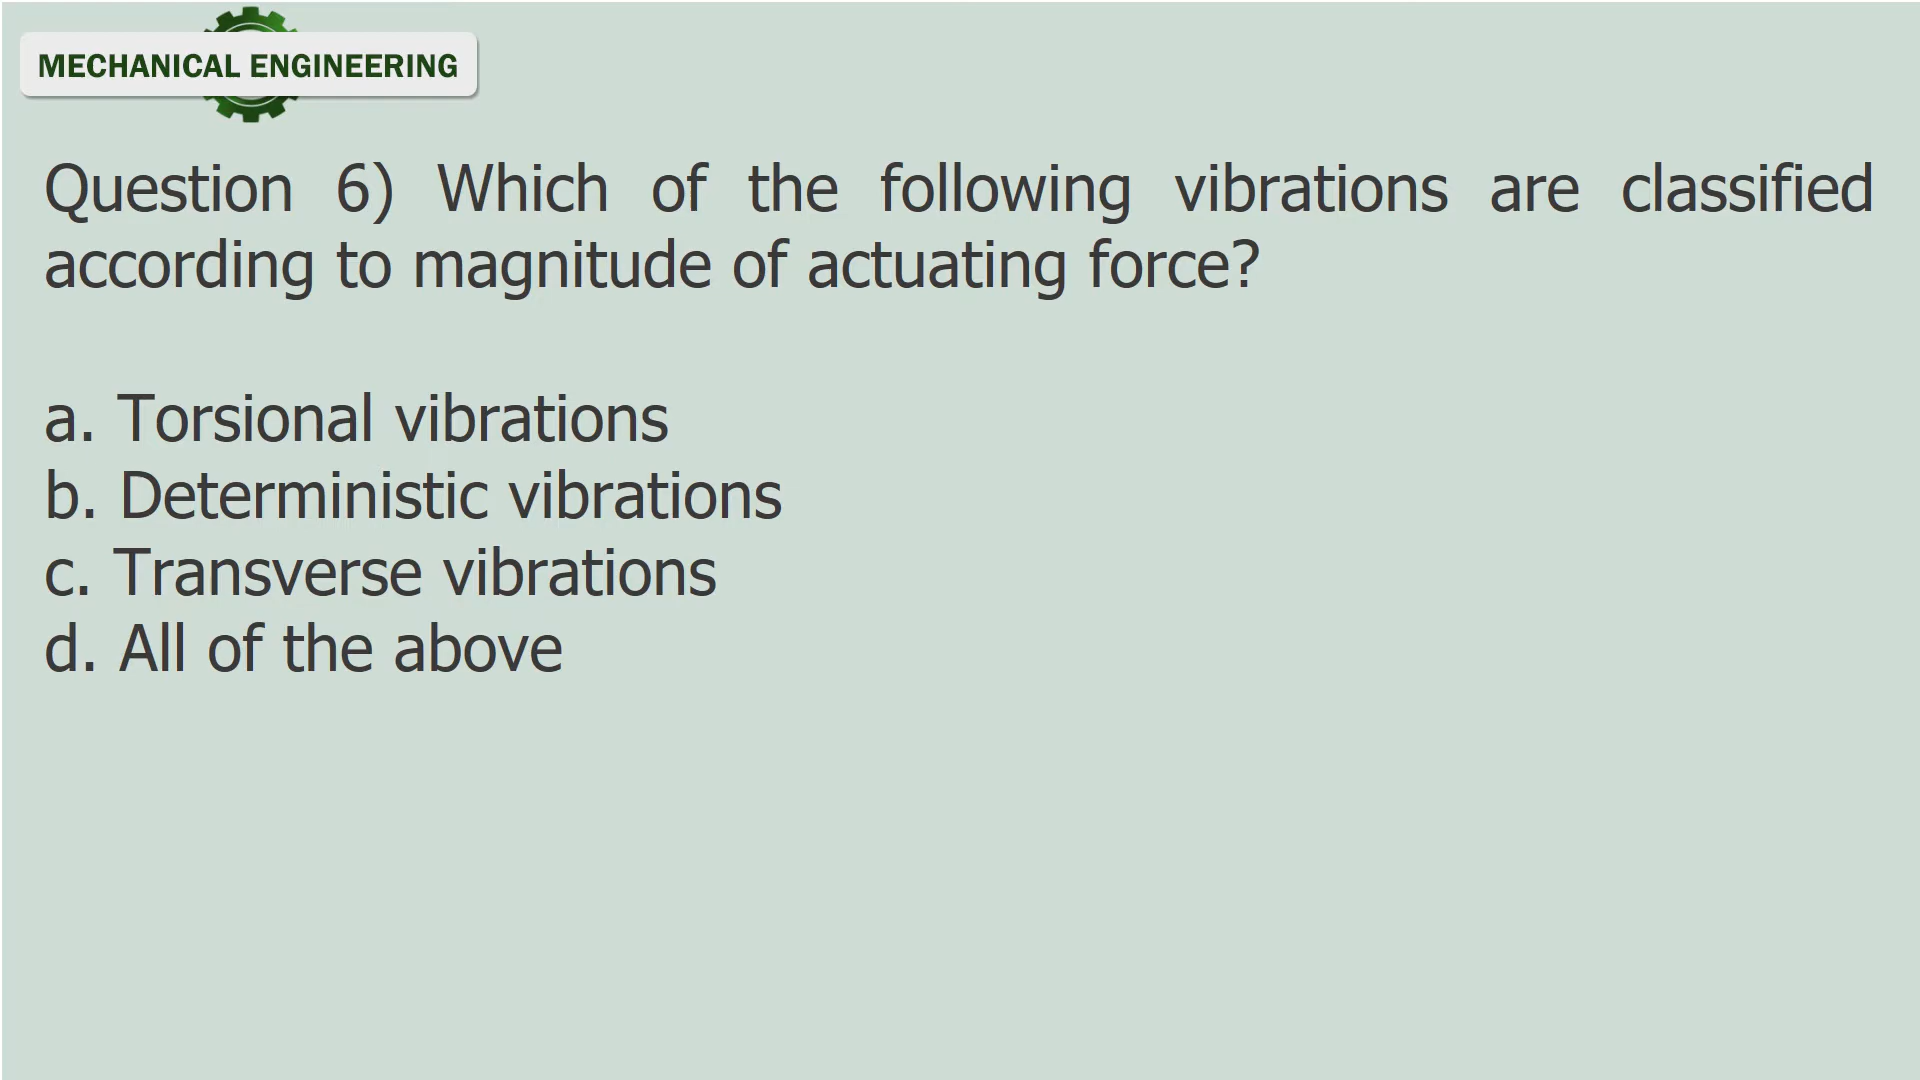 MECHANICAL ENGINEERING
Question 6) Which of the following vibrations are classified
according to magnitude of actuating force?
a. Torsional vibrations
b. Deterministic vibrations
c. Transverse vibrations
d. All of the above